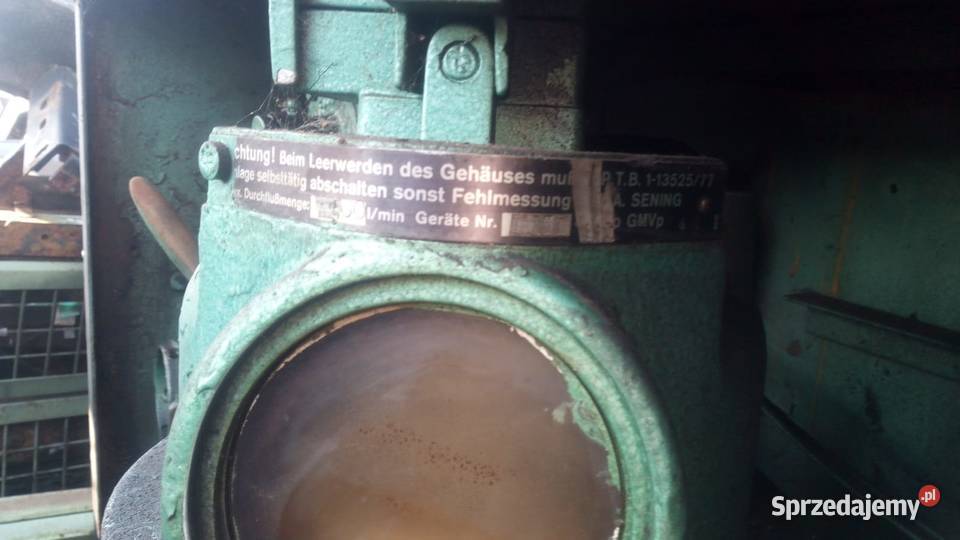 chtung! Beim Leerwerden des Gehäuses muß P.T.B. 1-13525/77
nlage selbsttätig abschalten sonst Fehlmessung A. SENING
Durchflußmenge: l/min Geräte Nr. GMVp
Sprzedajemy.pl